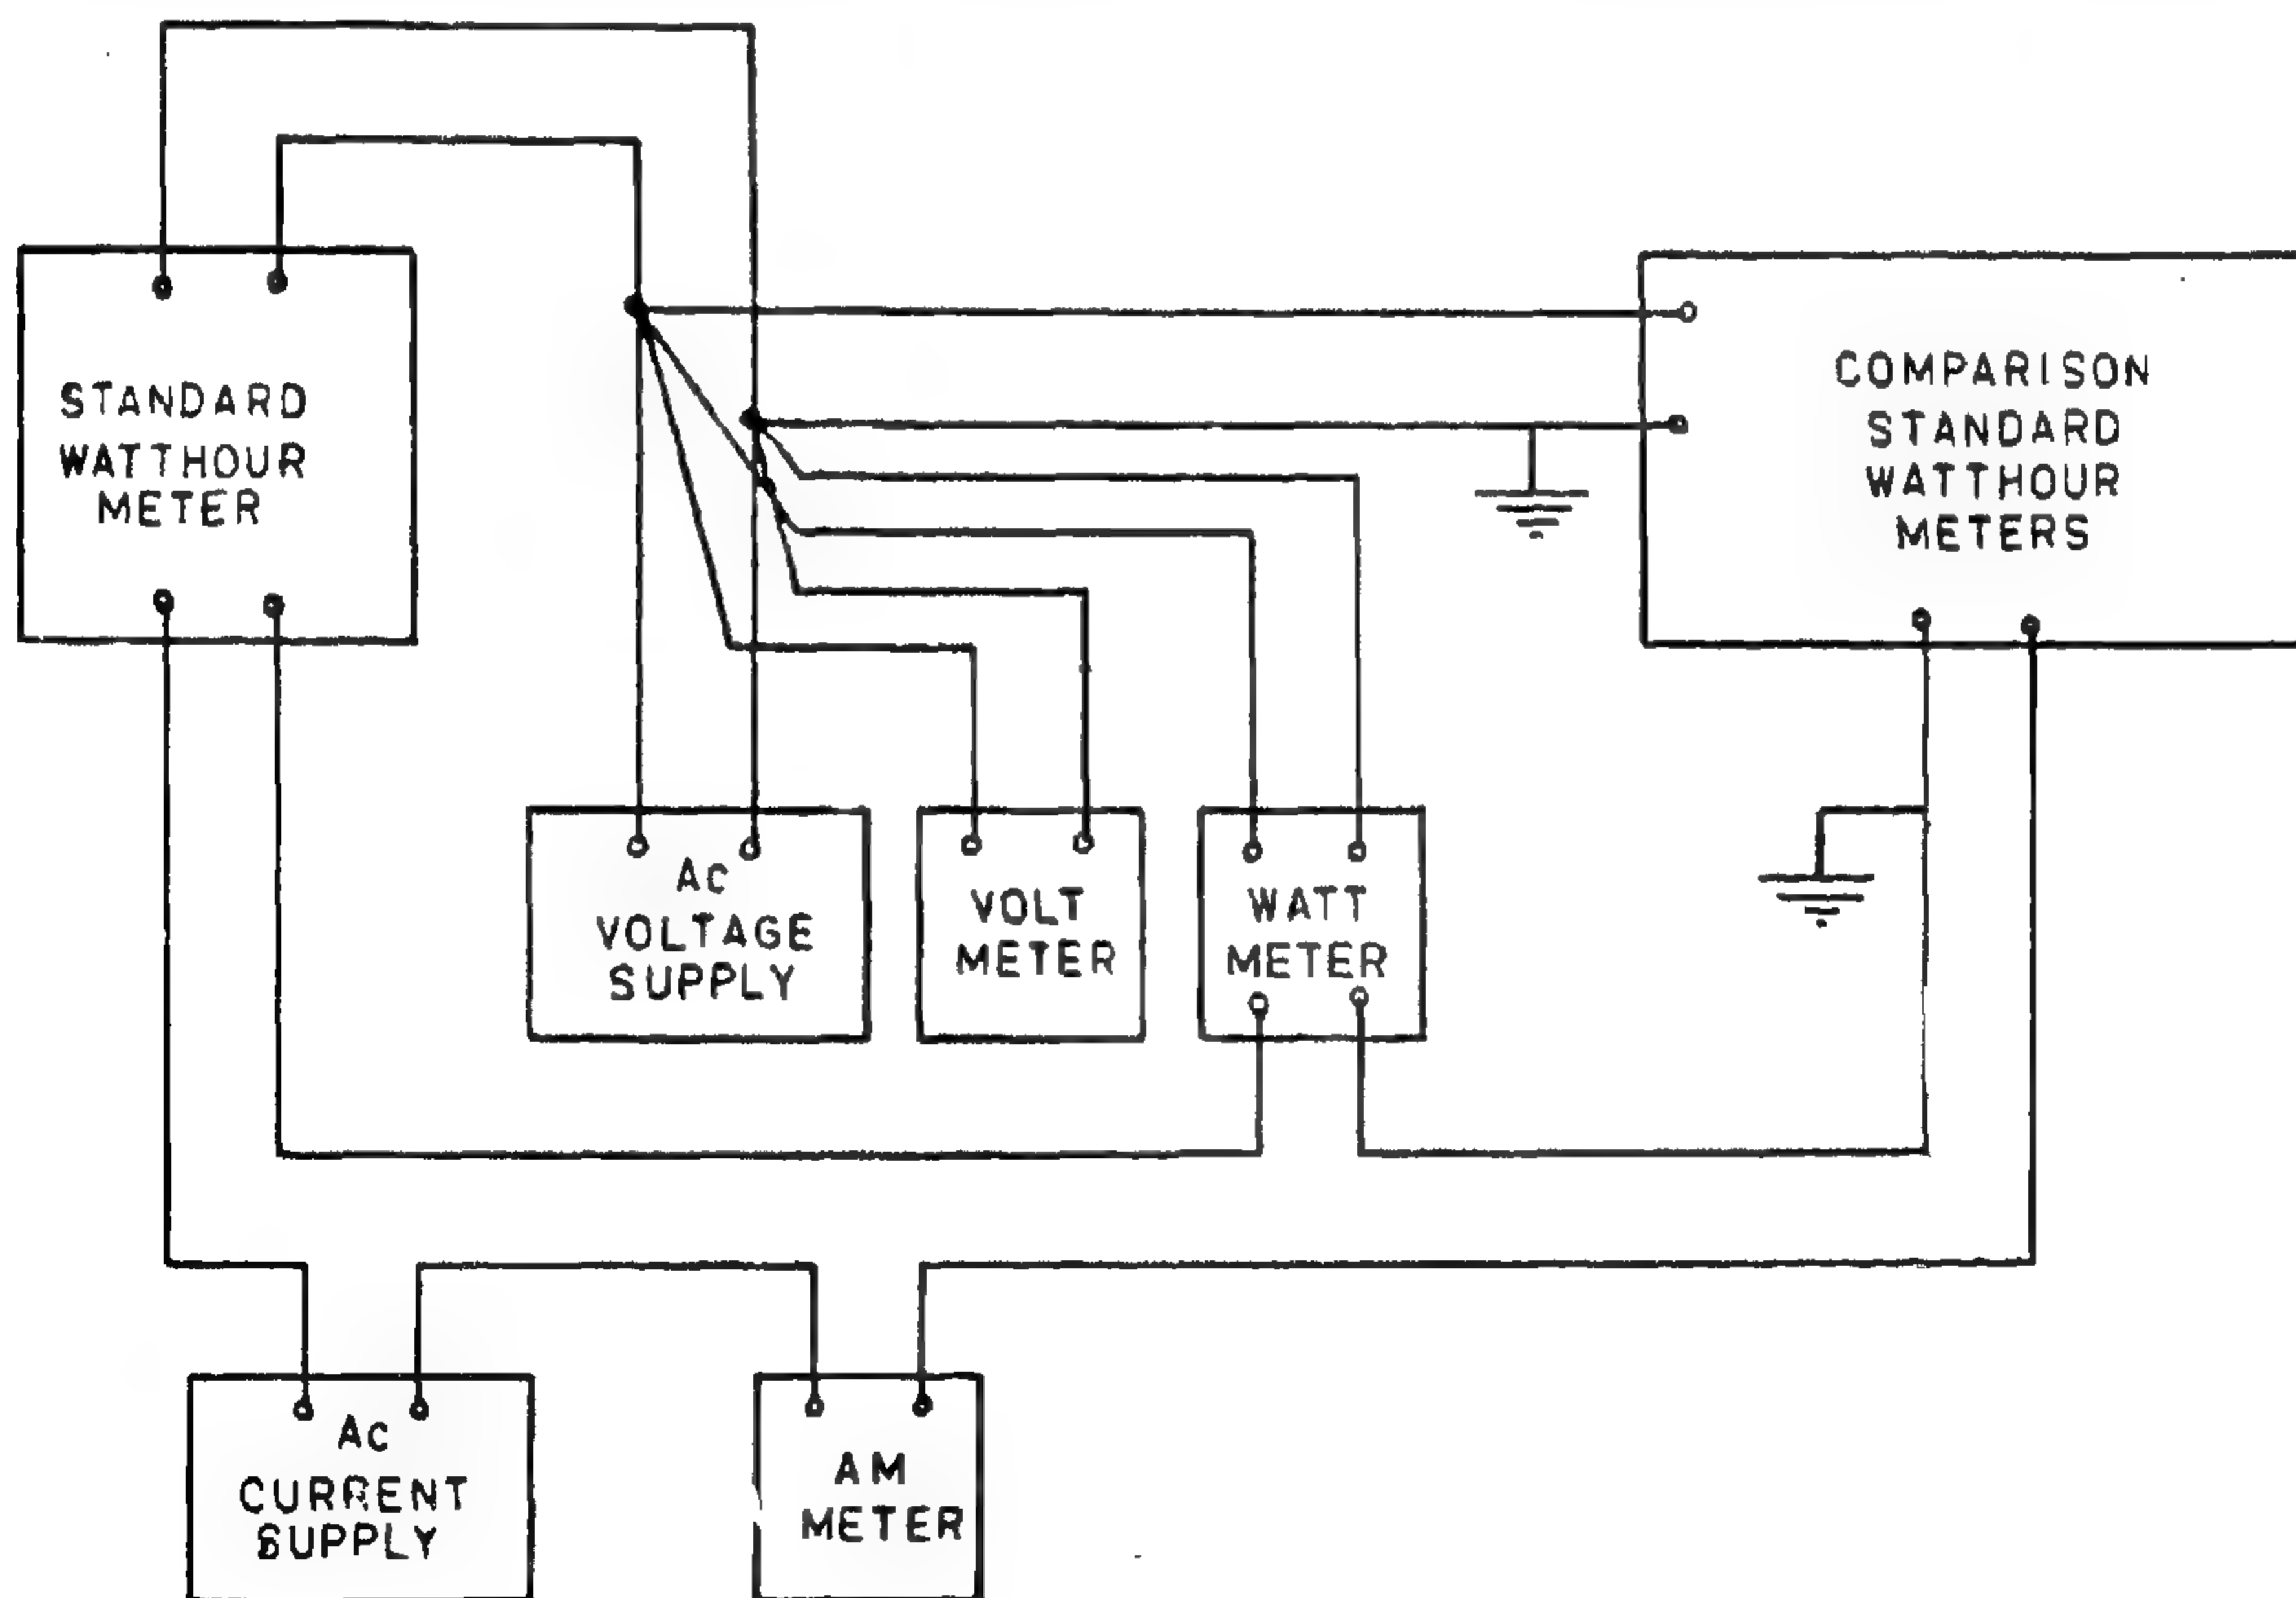 STANDARD
WATTHOUR
METER
COMPARISON
STANDARD
WATTHOUR
METERS
AC
VOLTAGE
SUPPLY
VOLT
METER
WATT
METER
AC
CURRENT
SUPPLY
AM
METER